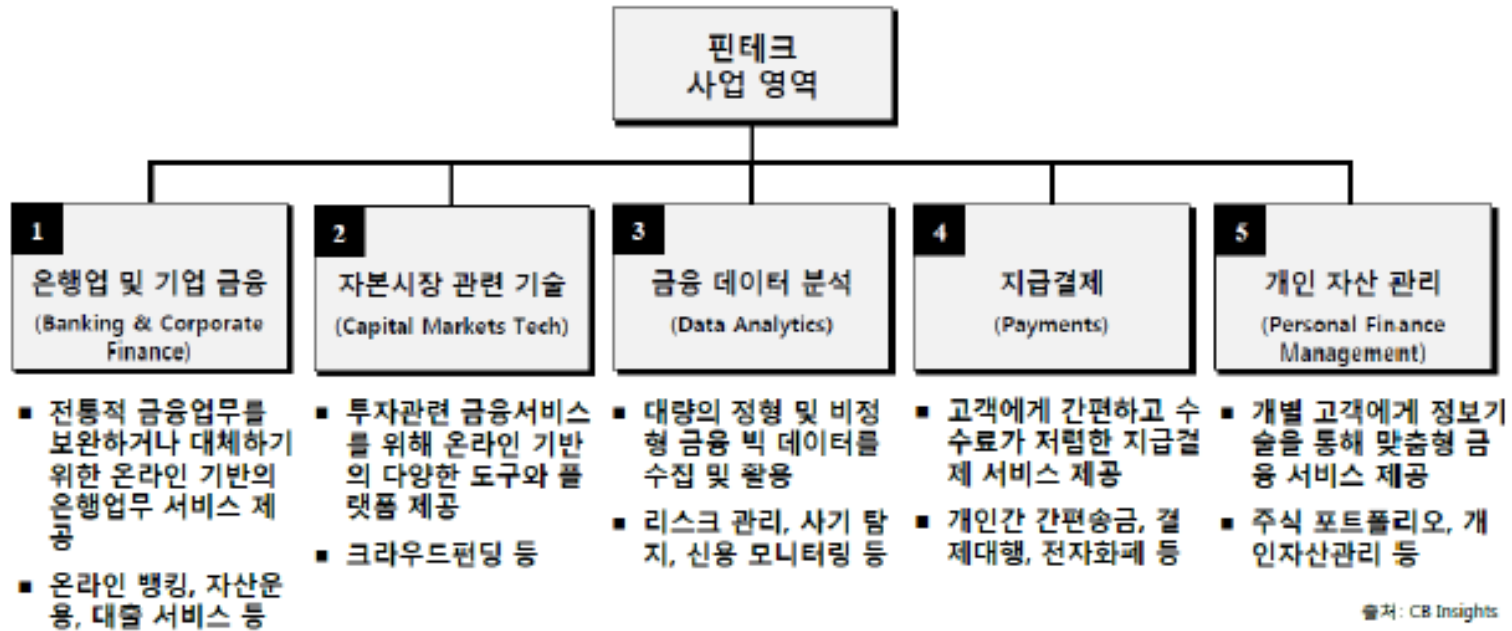 핀테크
사업 영역
1
은행업 및 기업 금융
(Banking & Corporate
Finance)
전통적 금융업무를
보완하거나 대체하기
위한 온라인 기반의
은행업무 서비스 제
공
온라인 뱅킹, 자산운
용, 대출 서비스 등
2
자본시장 관련 기술
(Capital Markets Tech)
투자관련 금융서비스
를 위해 온라인 기반
의 다양한 도구와 플
랫폼 제공
크라우드펀딩 등
3
금융 데이터 분석
(Data Analytics)
대량의 정형 및 비정
형 금융 빅 데이터를
수집 및 활용
리스크 관리, 사기 탐
지, 신용 모니터링 등
4
지급결제
(Payments)
고객에게 간편하고 수
수료가 저렴한 지급결
제 서비스 제공
개인간 간편송금, 결
제대행, 전자화폐 등
5
개인 자산 관리
(Personal Finance
Management)
개별 고객에게 정보기
술을 통해 맞춤형 금
융 서비스 제공
주식 포트폴리오, 개
인자산관리 등
출처: CB Insights